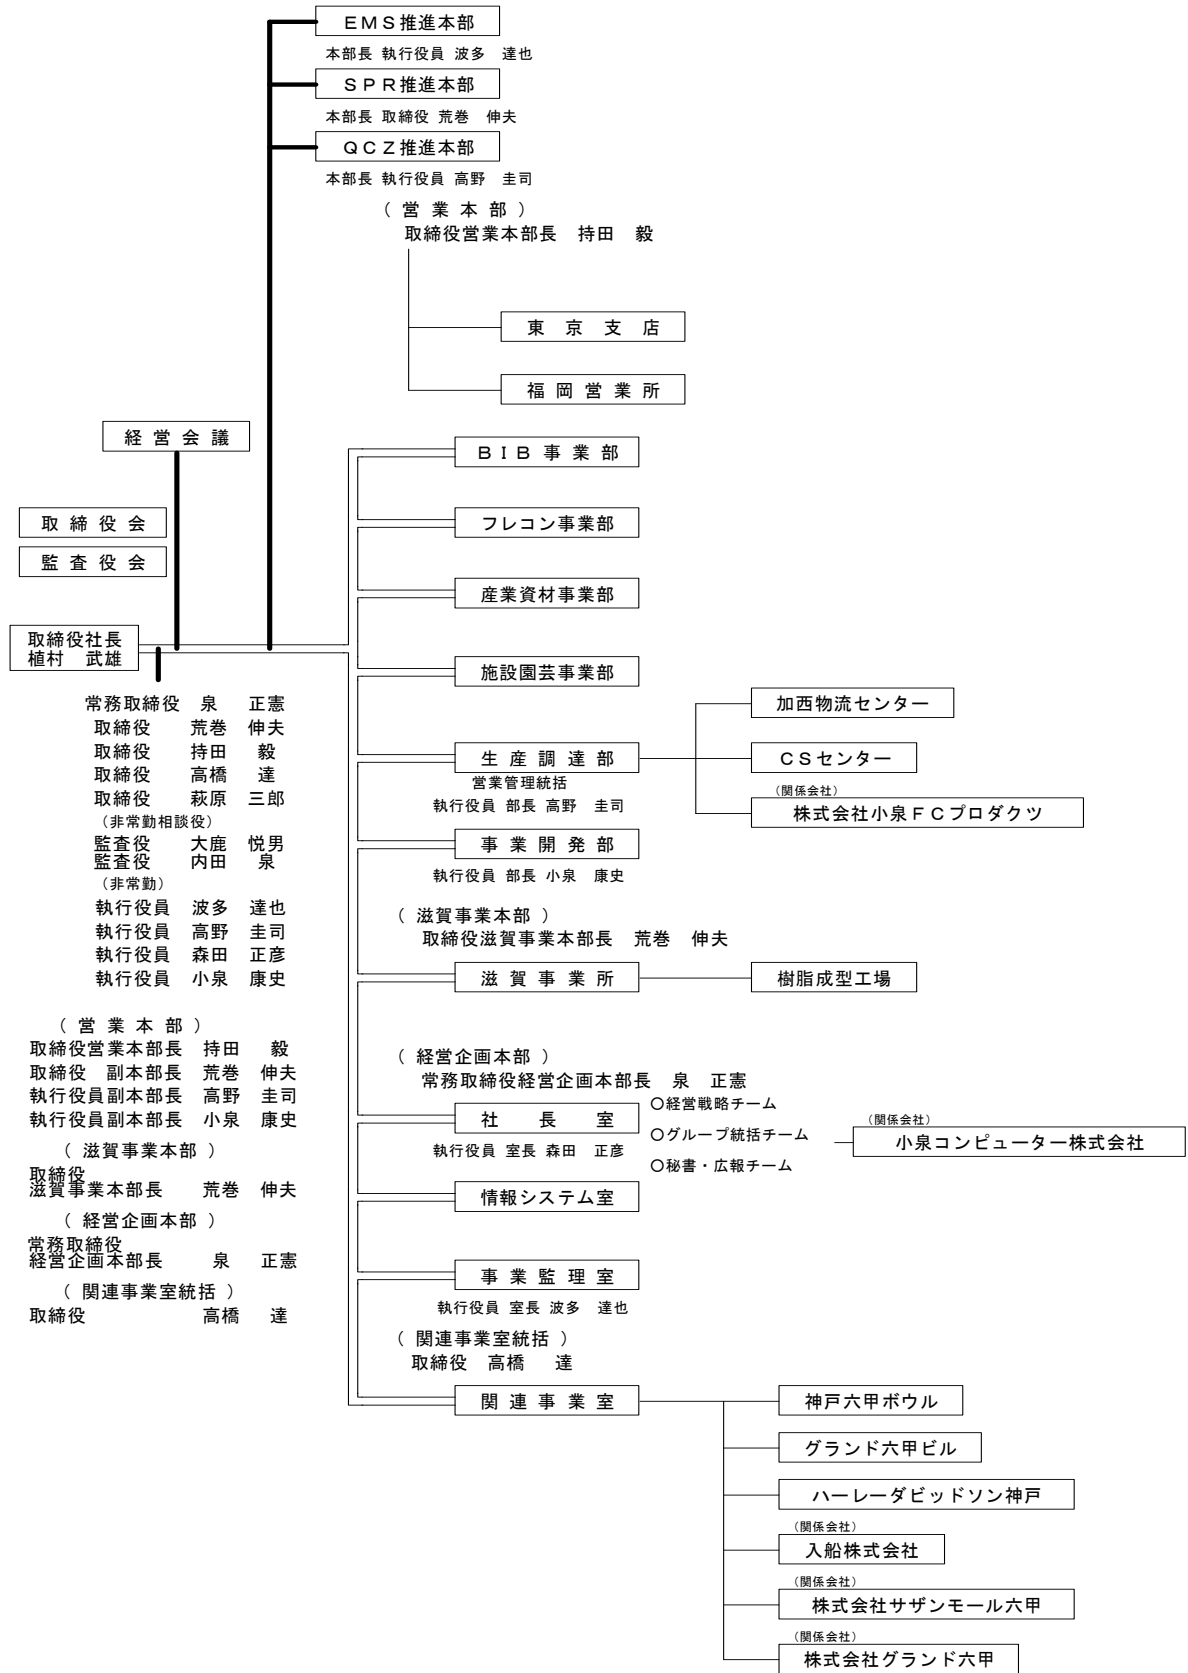 EMS推進本部
本部長 執行役員 波多 達也
SPR推進本部
本部長 取締役 荒巻 伸夫
QCZ推進本部
本部長 執行役員 高野 圭司
（ 営 業 本 部 ）
取締役営業本部長 持田 毅
東 京 支 店
福 岡 営 業 所
経 営 会 議
取 締 役 会
監 査 役 会
取締役社長
植村 武雄
常務取締役 泉 正憲
取締役 荒巻 伸夫
取締役 持田 毅
取締役 高橋 達
取締役 萩原 三郎
（非常勤相談役）
監査役 大鹿 悦男
監査役 内田 泉
（非常勤）
執行役員 波多 達也
執行役員 高野 圭司
執行役員 森田 正彦
執行役員 小泉 康史
（ 営 業 本 部 ）
取締役営業本部長 持田 毅
取締役 副本部長 荒巻 伸夫
執行役員副本部長 高野 圭司
執行役員副本部長 小泉 康史
（ 滋賀事業本部 ）
取締役
滋賀事業本部長 荒巻 伸夫
（ 経営企画本部 ）
常務取締役
経営企画本部長 泉 正憲
（ 関連事業室統括 ）
取締役 高橋 達
BIB事業部
フレコン事業部
産業資材事業部
施設園芸事業部
生 産 調 達 部
営業管理統括
執行役員 部長 高野 圭司
加西物流センター
CSセンター
（関係会社）
株式会社小泉FCプロダクツ
事 業 開 発 部
執行役員 部長 小泉 康史
（ 滋賀事業本部 ）
取締役滋賀事業本部長 荒巻 伸夫
滋 賀 事 業 所
樹脂成型工場
（ 経営企画本部 ）
常務取締役経営企画本部長 泉 正憲
社 長 室
執行役員 室長 森田 正彦
○経営戦略チーム
○グループ統括チーム
○秘書・広報チーム
（関係会社）
小泉コンピューター株式会社
情報システム室
事 業 監 理 室
執行役員 室長 波多 達也
（ 関連事業室統括 ）
取締役 高橋 達
関 連 事 業 室
神戸六甲ボウル
グランド六甲ビル
ハーレーダビッドソン神戸
（関係会社）
入船株式会社
（関係会社）
株式会社サザンモール六甲
（関係会社）
株式会社グランド六甲